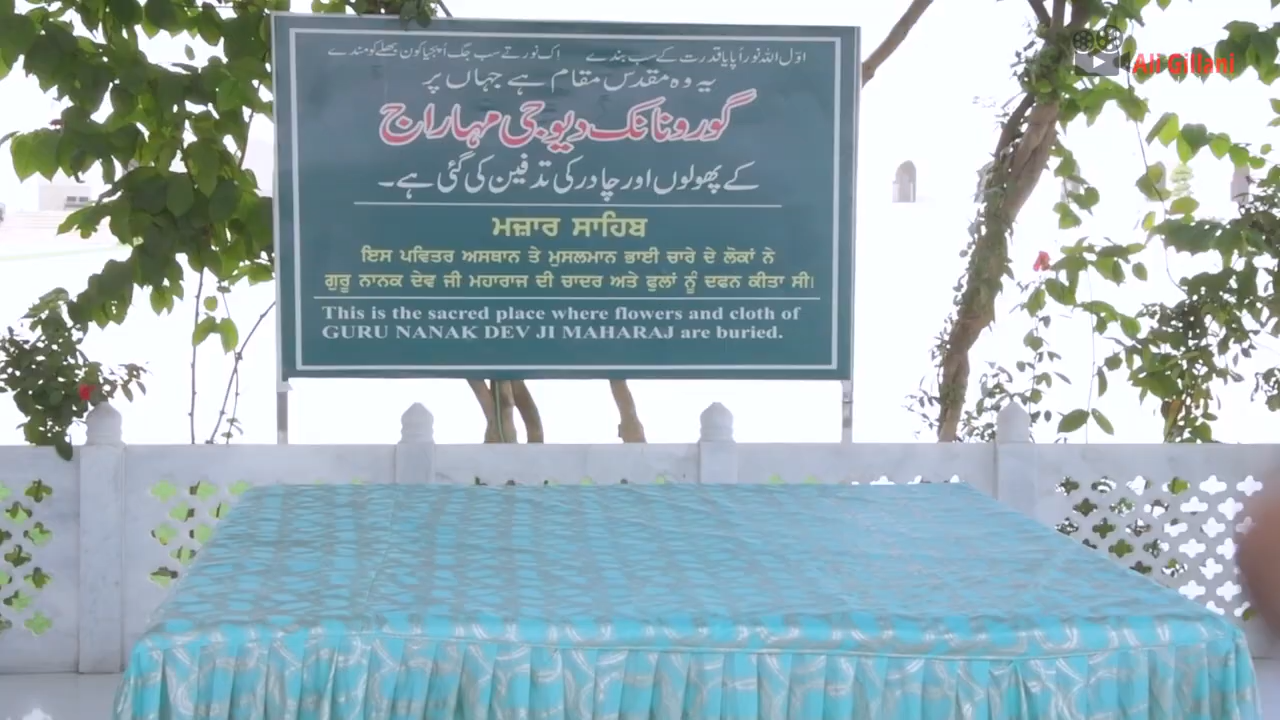 اوّل اللہ نور اُپایا قدرت کے سب بندے   اک نور تے سب جگ اُپجیا کون بھلے کو مندے
یہ وہ مقدس مقام ہے جہاں پر
گورونانک دیو جی مہاراج
کے پھولوں اور چادر کی تدفین کی گئی ہے۔
ਮਜ਼ਾਰ ਸਾਹਿਬ
ਇਸ ਪਵਿਤਰ ਅਸਥਾਨ ਤੇ ਮੁਸਲਮਾਨ ਭਾਈ ਚਾਰੇ ਦੇ ਲੋਕਾਂ ਨੇ
ਗੁਰੂ ਨਾਨਕ ਦੇਵ ਜੀ ਮਹਾਰਾਜ ਦੀ ਚਾਦਰ ਅਤੇ ਫੁਲਾਂ ਨੂੰ ਦਫਨ ਕੀਤਾ ਸੀ।
This is the sacred place where flowers and cloth of
GURU NANAK DEV JI MAHARAJ are buried.
Ali Gillani